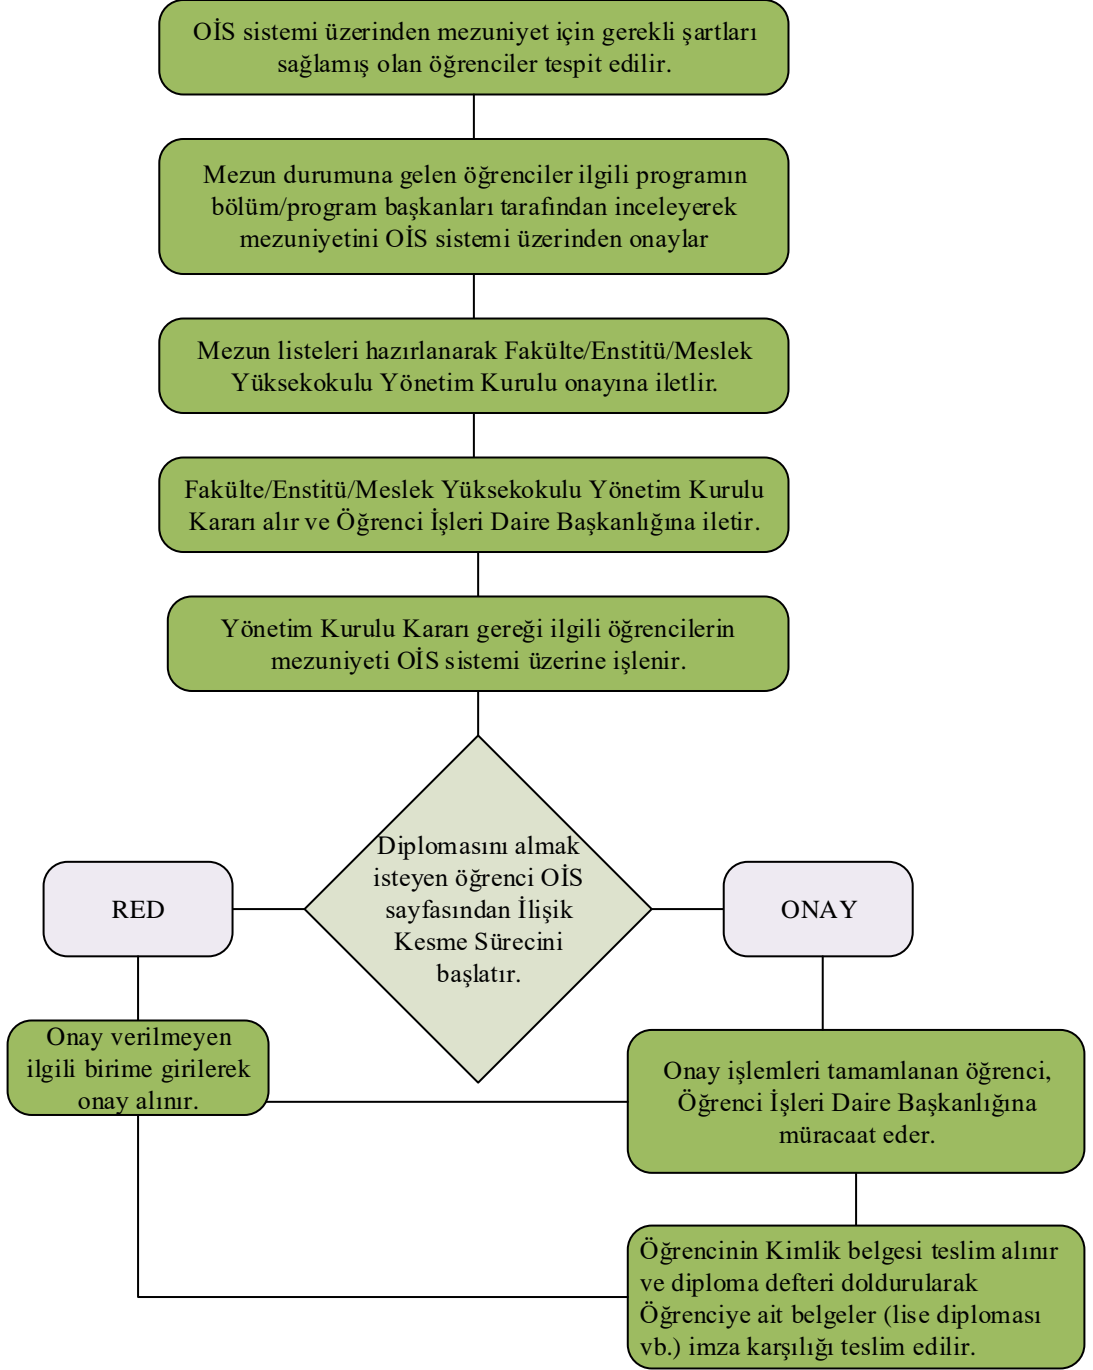 OİS sistemi üzerinden mezuniyet için gerekli şartları
sağlamış olan öğrenciler tespit edilir.
Mezun durumuna gelen öğrenciler ilgili programın
bölüm/program başkanları tarafından inceleyerek
mezuniyetini OİS sistemi üzerinden onaylar
Mezun listeleri hazırlanarak Fakülte/Enstitü/Meslek
Yüksekokulu Yönetim Kurulu onayına iletlir.
Fakülte/Enstitü/Meslek Yüksekokulu Yönetim Kurulu
Kararı alır ve Öğrenci İşleri Daire Başkanlığına iletir.
Yönetim Kurulu Kararı gereği ilgili öğrencilerin
mezuniyeti OİS sistemi üzerine işlenir.
Diplomasını almak
isteyen öğrenci OİS
sayfasından İlişik
Kesme Sürecini
başlatır.
RED
ONAY
Onay verilmeyen
ilgili birime girilerek
onay alınır.
Onay işlemleri tamamlanan öğrenci,
Öğrenci İşleri Daire Başkanlığına
müracaat eder.
Öğrencinin Kimlik belgesi teslim alınır
ve diploma defteri doldurularak
Öğrenciye ait belgeler (lise diploması
vb.) imza karşılığı teslim edilir.